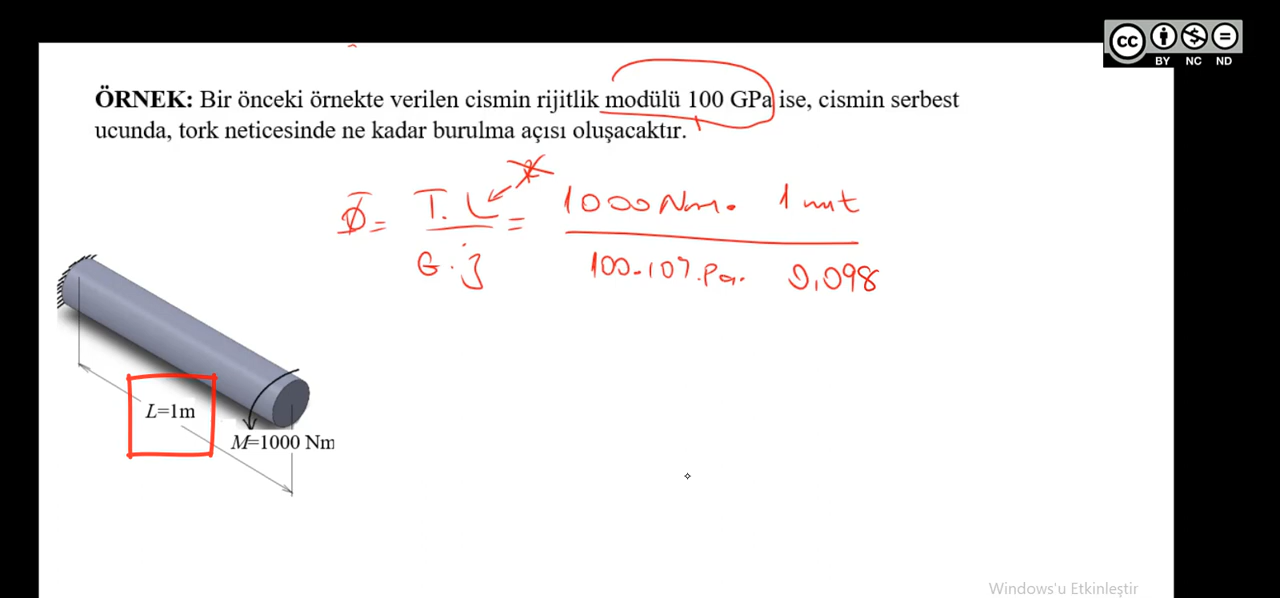 cc
BY NC ND
ÖRNEK: Bir önceki örnekte verilen cismin rijitlik modülü 100 GPa ise, cismin serbest
ucunda, tork neticesinde ne kadar burulma açısı oluşacaktır.
Φ = T.L = 1000 Nm. 1 mt
G.J 100.10⁹.Pa. 0,098
L=1m
M=1000 Nm
Windows'u Etkinleştir